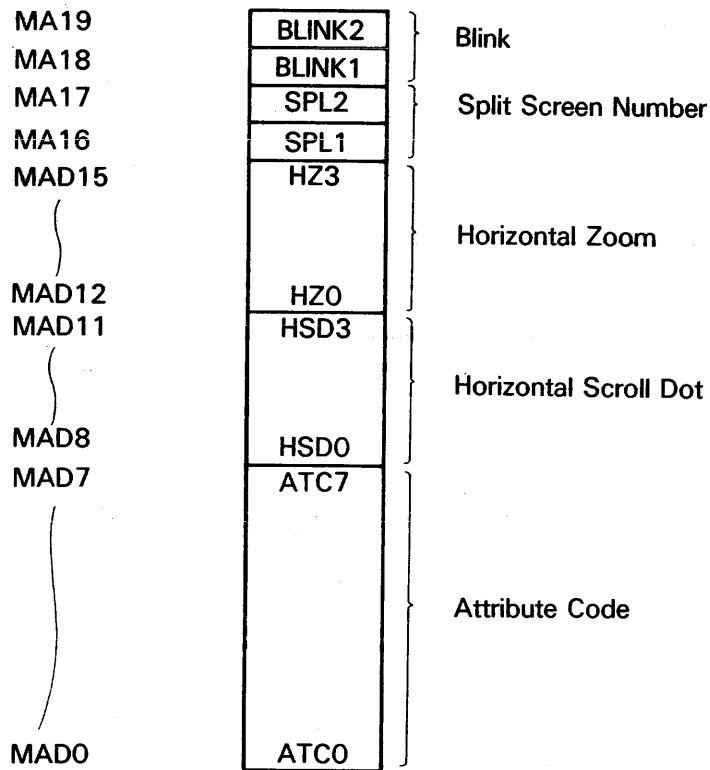 MA19 BLINK2 Blink
MA18 BLINK1
MA17 SPL2 Split Screen Number
MA16 SPL1
MAD15 HZ3
Horizontal Zoom
MAD12 HZ0
MAD11 HSD3
Horizontal Scroll Dot
MAD8 HSD0
MAD7 ATC7
Attribute Code
MAD0 ATC0